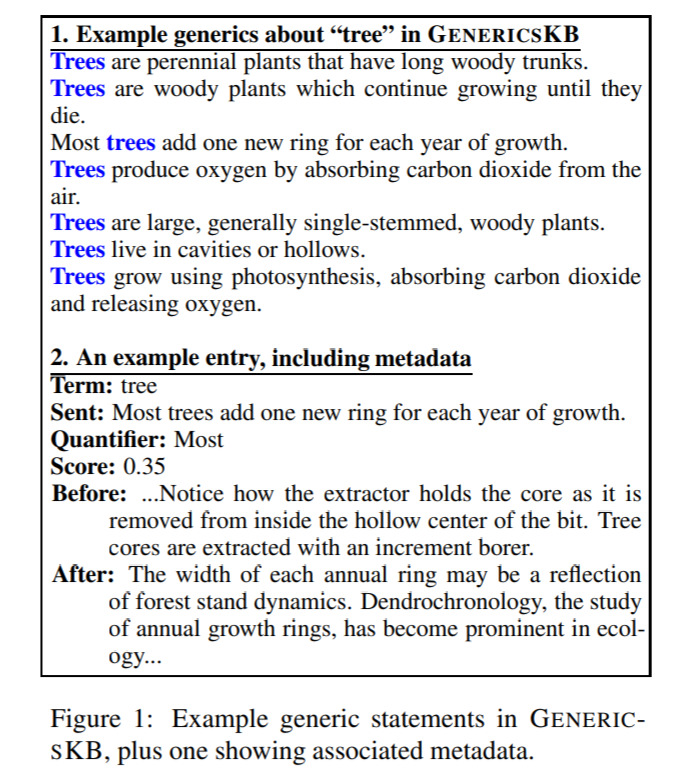 1. Example generics about “tree” in GENERICSKB
Trees are perennial plants that have long woody trunks.
Trees are woody plants which continue growing until they
die.
Most trees add one new ring for each year of growth.
Trees produce oxygen by absorbing carbon dioxide from the
air.
Trees are large, generally single-stemmed, woody plants.
Trees live in cavities or hollows.
Trees grow using photosynthesis, absorbing carbon dioxide
and releasing oxygen.
2. An example entry, including metadata
Term: tree
Sent: Most trees add one new ring for each year of growth.
Quantifier: Most
Score: 0.35
Before: ...Notice how the extractor holds the core as it is
removed from inside the hollow center of the bit. Tree
cores are extracted with an increment borer.
After: The width of each annual ring may be a reflection
of forest stand dynamics. Dendrochronology, the study
of annual growth rings, has become prominent in ecol-
ogy...
Figure 1: Example generic statements in GENERIC-
SKB, plus one showing associated metadata.